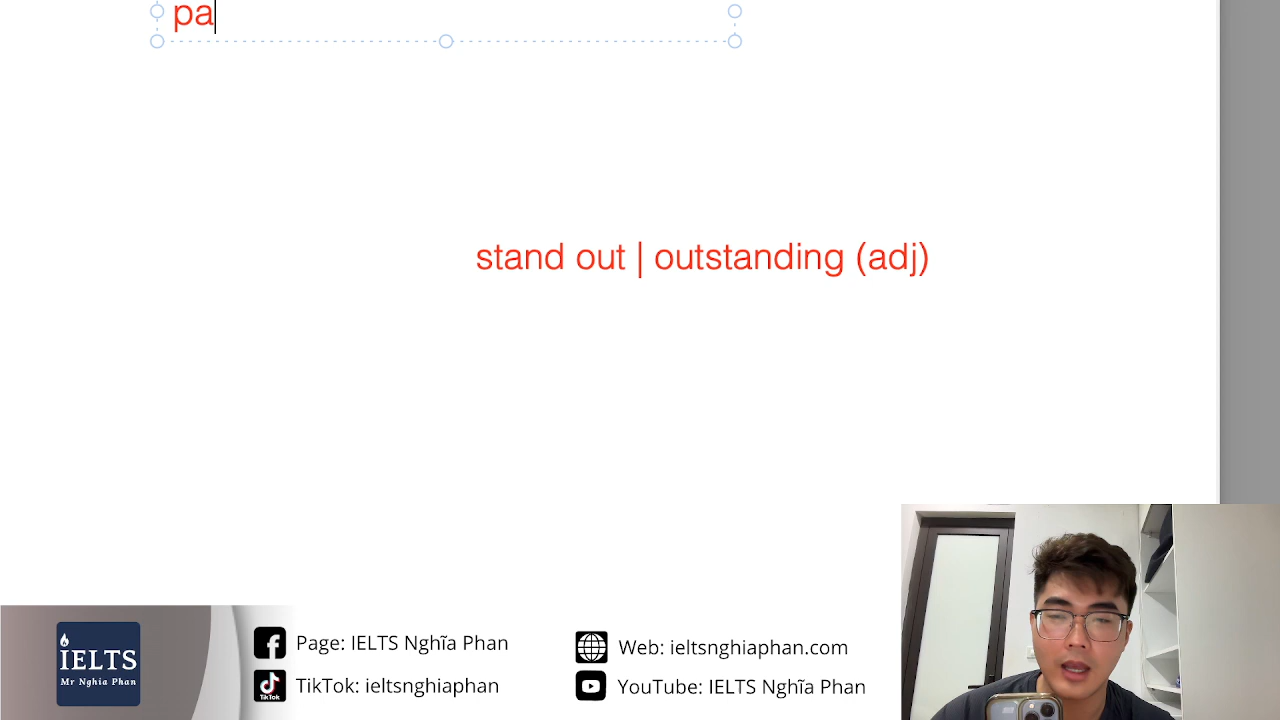 pa
stand out | outstanding (adj)
IELTS
Mr Nghia Phan
Page: IELTS Nghĩa Phan
TikTok
TikTok: ieltsnghiaphan
Web: ieltsnghiaphan.com
YouTube: IELTS Nghĩa Phan